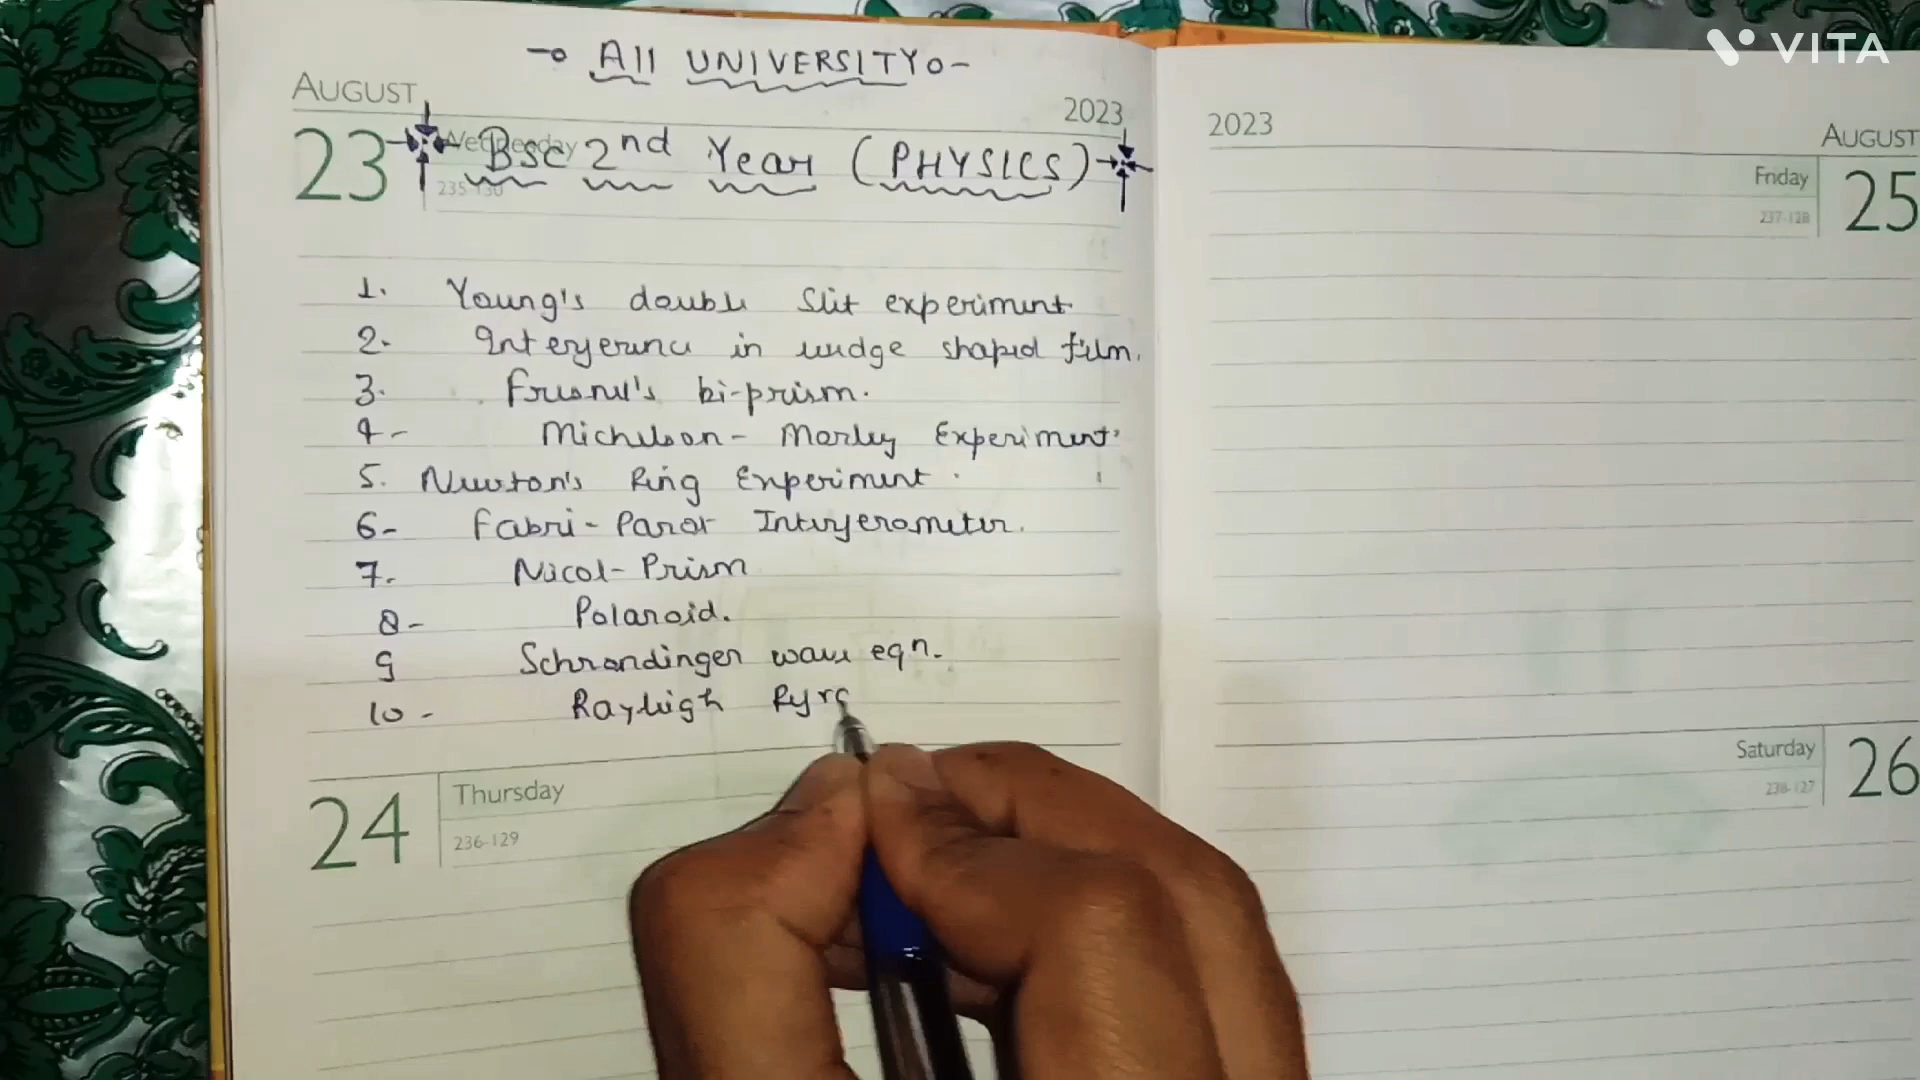 VITA
All UNIVERSITY
AUGUST
2023
23
Wednesday
235-130
Bsc 2nd Year (PHYSICS)
1. Young's double slit experiment.
2. Interference in wedge shaped film.
3. Fresnel's bi-prism.
4- Michelson - Morley Experiment.
5. Newton's Ring Experiment.
6- Fabri - Parot Interferometer.
7. Nicol - Prism
8- Polaroid.
9 Schrondinger wave eqn.
10- Rayleigh
24
Thursday
236-129
2023
AUGUST
Friday
25
237-128
Saturday
26
238-127